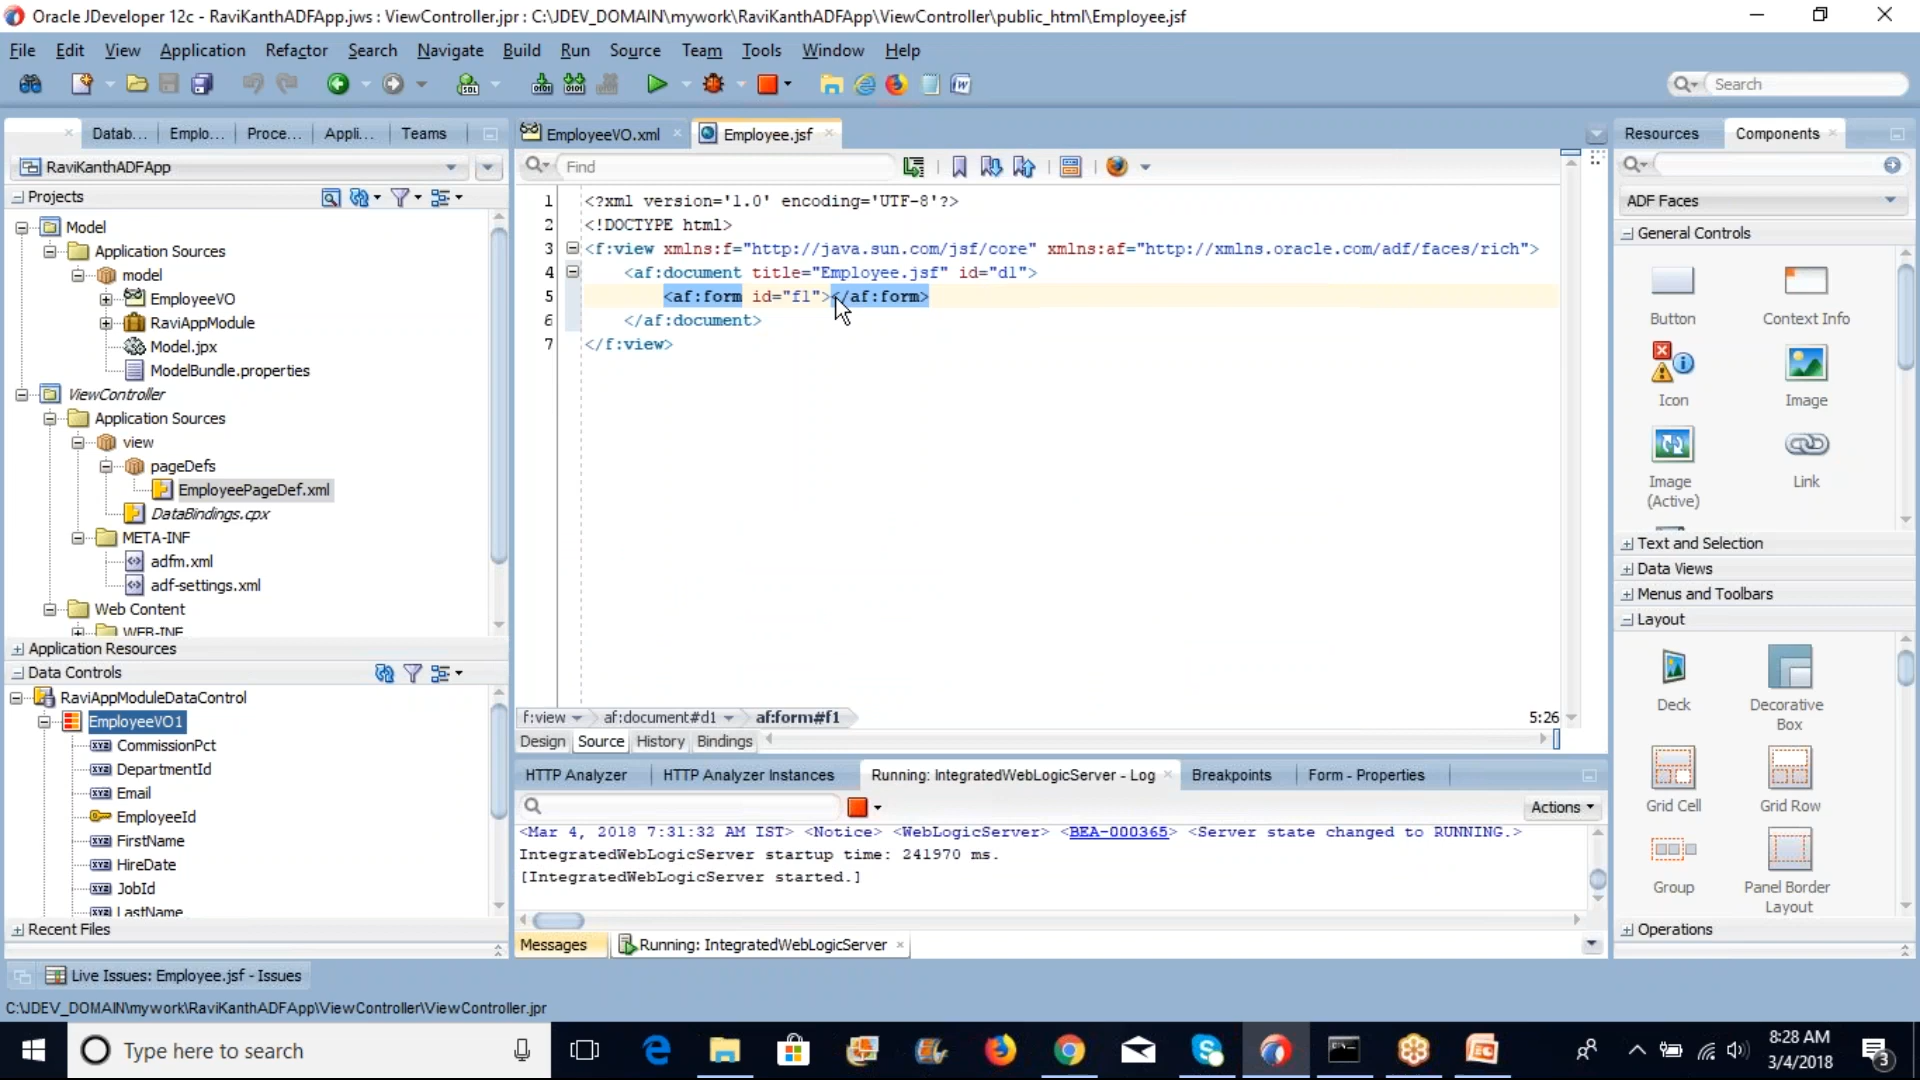 Oracle JDeveloper 12c - RaviKanthADFApp.jws : ViewController.jpr : C:\JDEV_DOMAIN\mywork\RaviKanthADFApp\ViewController\public_html\Employee.jsf
File Edit View Application Refactor Search Navigate Build Run Source Team Tools Window Help
Search
Datab... Emplo... Proce... Appli... Teams
EmployeeVO.xml Employee.jsf
Resources Components
RaviKanthADFApp
Find
ADF Faces
Projects
Model
Application Sources
model
EmployeeVO
RaviAppModule
Model.jpx
ModelBundle.properties
ViewController
Application Sources
view
pageDefs
EmployeePageDef.xml
DataBindings.cpx
META-INF
adfm.xml
adf-settings.xml
Web Content
WEB-INF
Application Resources
Data Controls
RaviAppModuleDataControl
EmployeeVO1
CommissionPct
DepartmentId
Email
EmployeeId
FirstName
HireDate
JobId
LastName
Recent Files
1 <?xml version='1.0' encoding='UTF-8'?>
2 <!DOCTYPE html>
3 <f:view xmlns:f="http://java.sun.com/jsf/core" xmlns:af="http://xmlns.oracle.com/adf/faces/rich">
4 <af:document title="Employee.jsf" id="d1">
5 <af:form id="f1"></af:form>
6 </af:document>
7 </f:view>
f:view af:document#d1 af:form#f1
5:26
Design Source History Bindings
HTTP Analyzer HTTP Analyzer Instances Running: IntegratedWebLogicServer - Log Breakpoints Form - Properties
Actions
<Mar 4, 2018 7:31:32 AM IST> <Notice> <WebLogicServer> <BEA-000365> <Server state changed to RUNNING.>
IntegratedWebLogicServer startup time: 241970 ms.
[IntegratedWebLogicServer started.]
Messages Running: IntegratedWebLogicServer
General Controls
Button Context Info
Icon Image
Image (Active) Link
Text and Selection
Data Views
Menus and Toolbars
Layout
Deck Decorative Box
Grid Cell Grid Row
Group Panel Border Layout
Operations
Live Issues: Employee.jsf - Issues
C:\JDEV_DOMAIN\mywork\RaviKanthADFApp\ViewController\ViewController.jpr
Type here to search
8:28 AM
3/4/2018
3